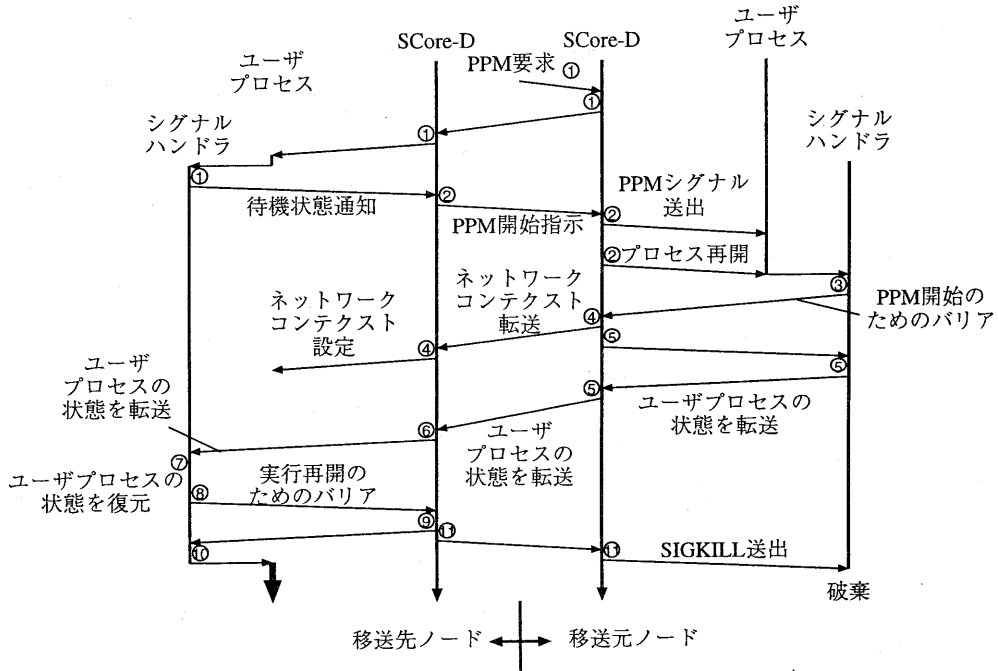 ユーザ
プロセス
SCore-D
SCore-D
ユーザ
プロセス
シグナル
ハンドラ
シグナル
ハンドラ
PPM要求
①
①
①
①
待機状態通知
②
PPM開始指示
②
PPMシグナル
送出
②
プロセス再開
③
PPM開始の
ためのバリア
ネットワーク
コンテクスト
転送
④
ネットワーク
コンテクスト
設定
④
⑤
⑤
⑤
ユーザプロセスの
状態を転送
ユーザ
プロセスの
状態を転送
⑥
ユーザ
プロセスの
状態を転送
⑦
ユーザプロセスの
状態を復元
⑧
実行再開の
ためのバリア
⑨
⑩
⑪
⑪
SIGKILL送出
破棄
移送先ノード
移送元ノード